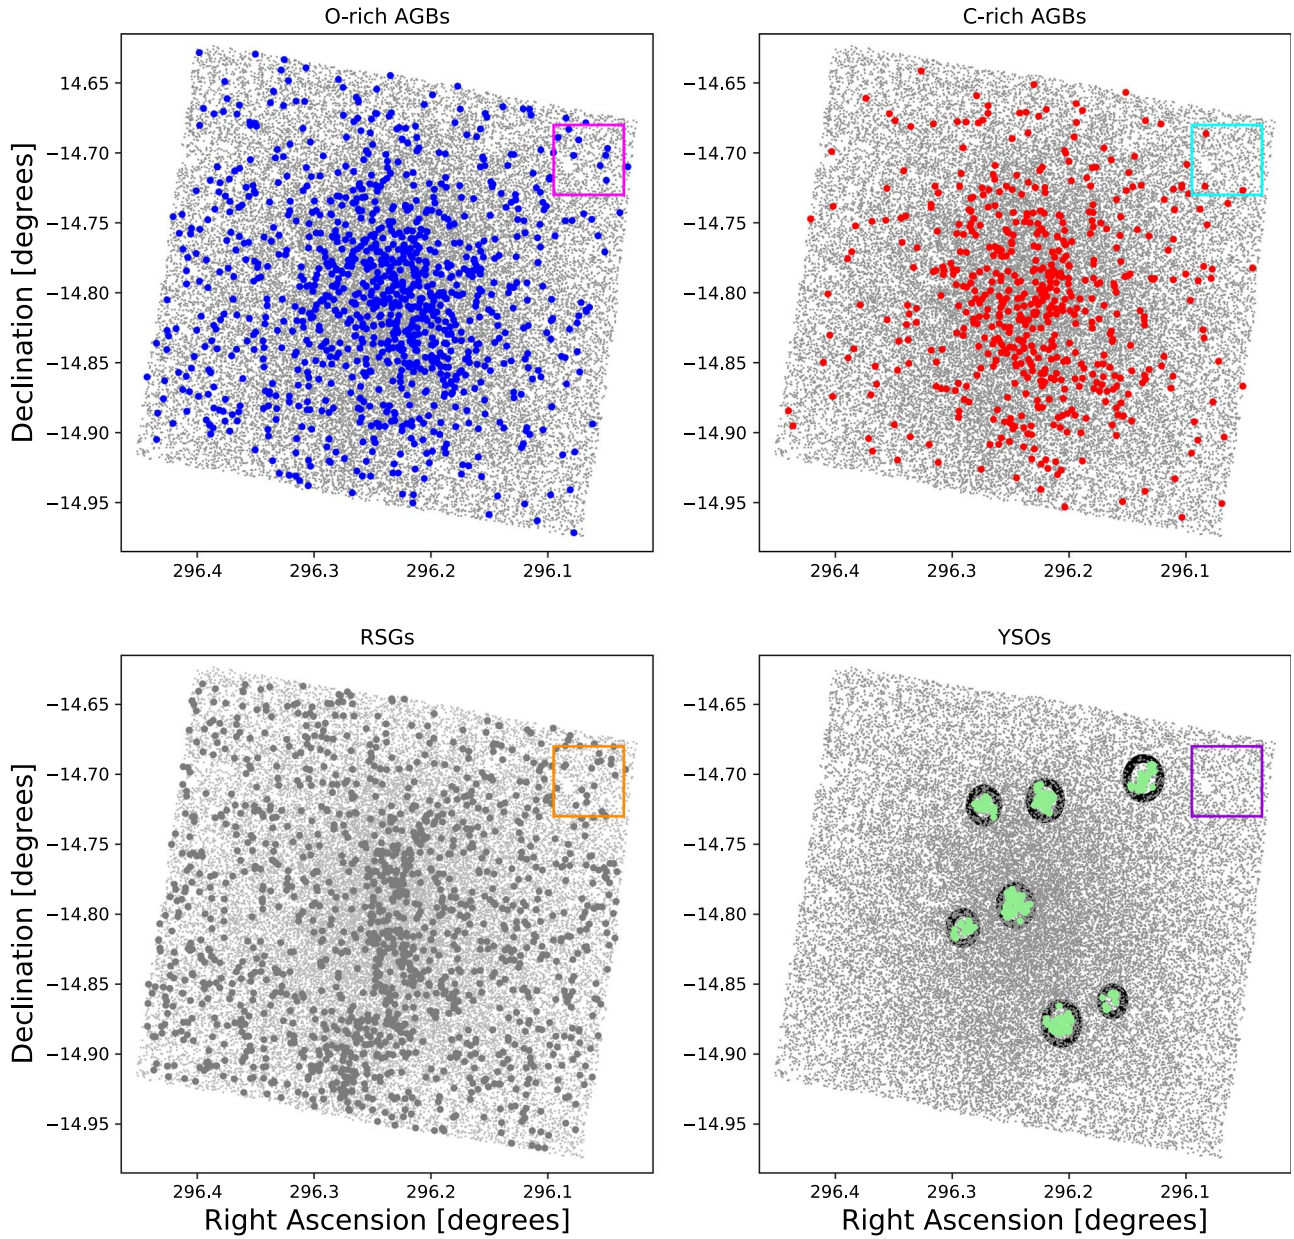 O-rich AGBs
Declination [degrees]
14.65
−14.70
−14.75
−14.80
−14.85
−14.90
−14.95
296.4 296.3 296.2 296.1
C-rich AGBs
−14.65
−14.70
−14.75
−14.80
−14.85
−14.90
−14.95
296.4 296.3 296.2 296.1
RSGs
Declination [degrees]
−14.65
−14.70
−14.75
−14.80
−14.85
−14.90
−14.95
296.4 296.3 296.2 296.1
Right Ascension [degrees]
YSOs
−14.65
−14.70
−14.75
−14.80
−14.85
−14.90
−14.95
296.4 296.3 296.2 296.1
Right Ascension [degrees]